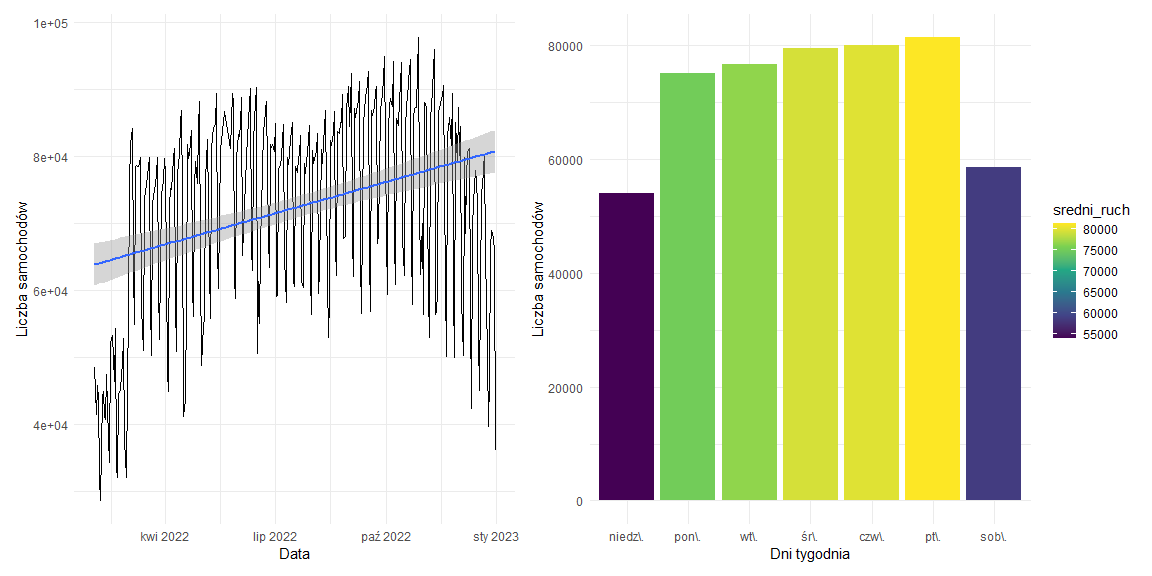 Liczba samochodów
1e+05
8e+04
6e+04
4e+04
kwi 2022
lip 2022
paź 2022
sty 2023
Data
Liczba samochodów
80000
60000
40000
20000
0
niedz\.
pon\.
wt\.
śr\.
czw\.
pt\.
sob\.
Dni tygodnia
sredni_ruch
80000
75000
70000
65000
60000
55000